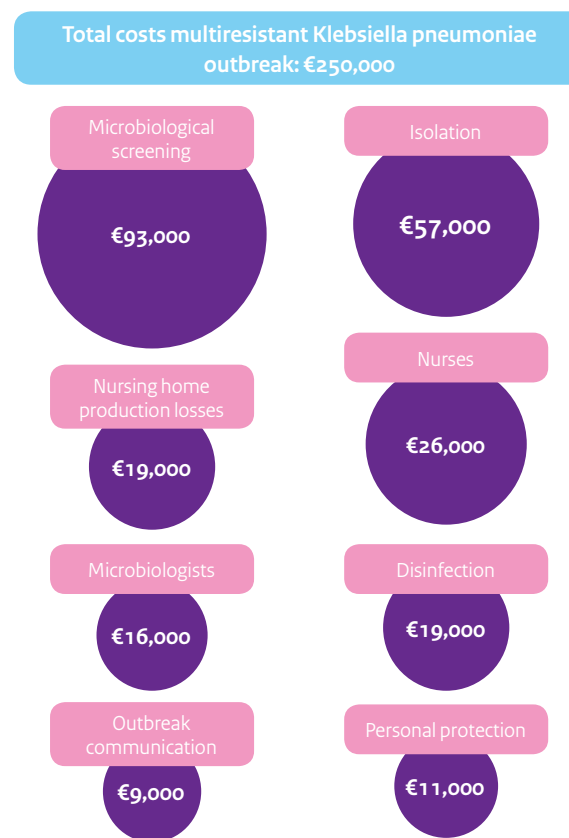 Total costs multiresistant Klebsiella pneumoniae
outbreak: €250,000
Microbiological
screening
€93,000
Isolation
€57,000
Nursing home
production losses
€19,000
Nurses
€26,000
Microbiologists
€16,000
Disinfection
€19,000
Outbreak
communication
€9,000
Personal protection
€11,000